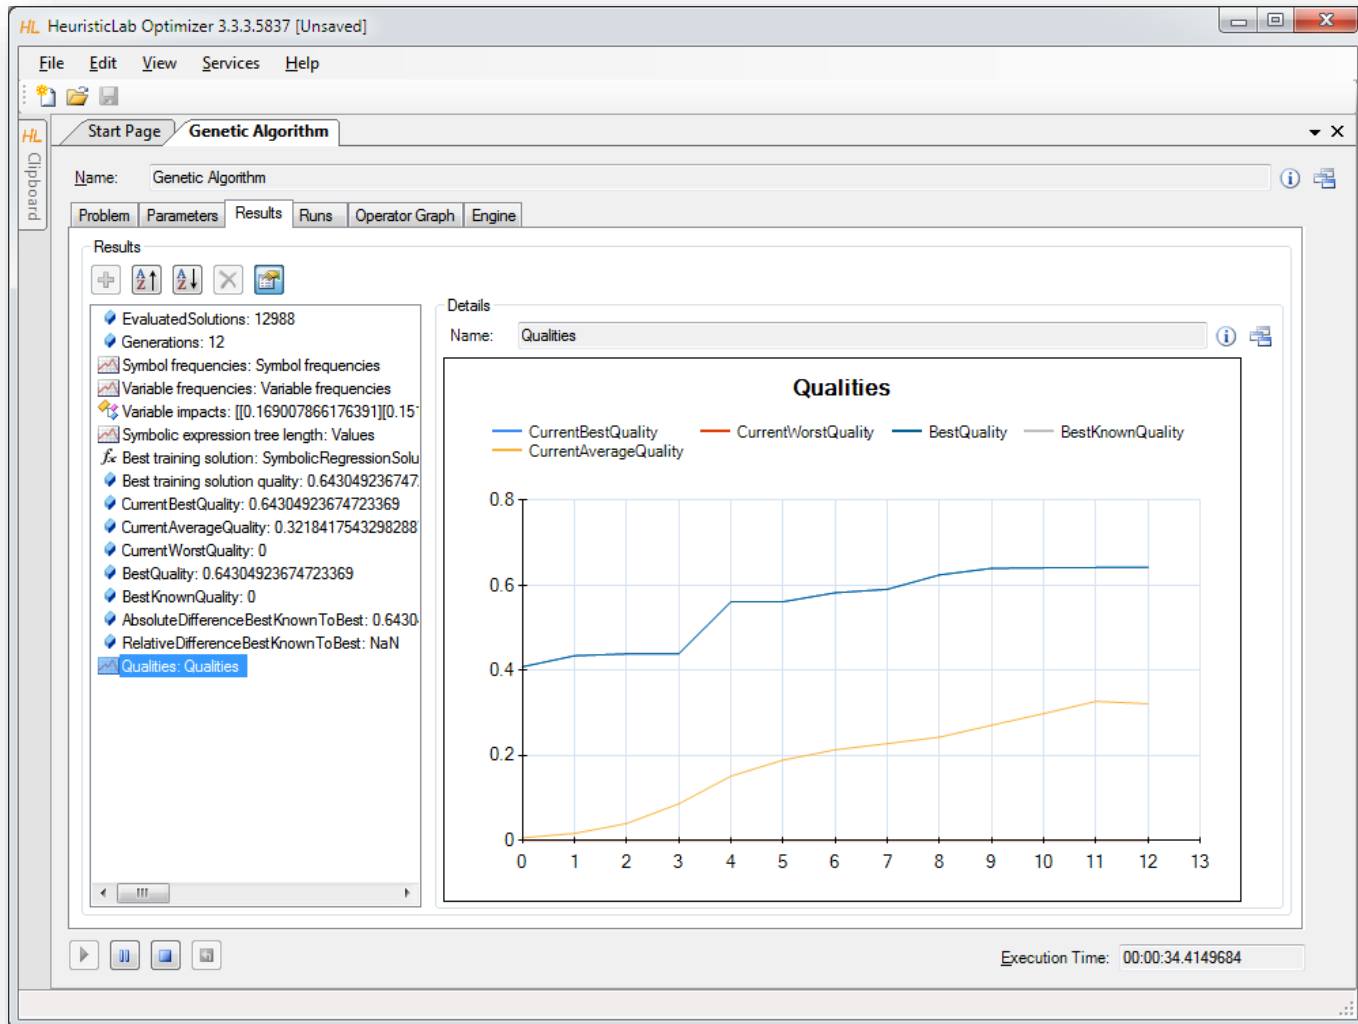 HL HeuristicLab Optimizer 3.3.3.5837 [Unsaved]
File Edit View Services Help
HL Clipboard
Start Page Genetic Algorithm
Name: Genetic Algorithm
Problem Parameters Results Runs Operator Graph Engine
Results
EvaluatedSolutions: 12988
Generations: 12
Symbol frequencies: Symbol frequencies
Variable frequencies: Variable frequencies
Variable impacts: [[0.169007866176391][0.15
Symbolic expression tree length: Values
Best training solution: SymbolicRegressionSolu
Best training solution quality: 0.643049236747
CurrentBestQuality: 0.64304923674723369
CurrentAverageQuality: 0.3218417543298288
CurrentWorstQuality: 0
BestQuality: 0.64304923674723369
BestKnownQuality: 0
AbsoluteDifferenceBestKnownToBest: 0.6430
RelativeDifferenceBestKnownToBest: NaN
Qualities: Qualities
Details
Name: Qualities
Qualities
CurrentBestQuality CurrentWorstQuality BestQuality BestKnownQuality
CurrentAverageQuality
0.8
0.6
0.4
0.2
0
0 1 2 3 4 5 6 7 8 9 10 11 12 13
Execution Time: 00:00:34.4149684